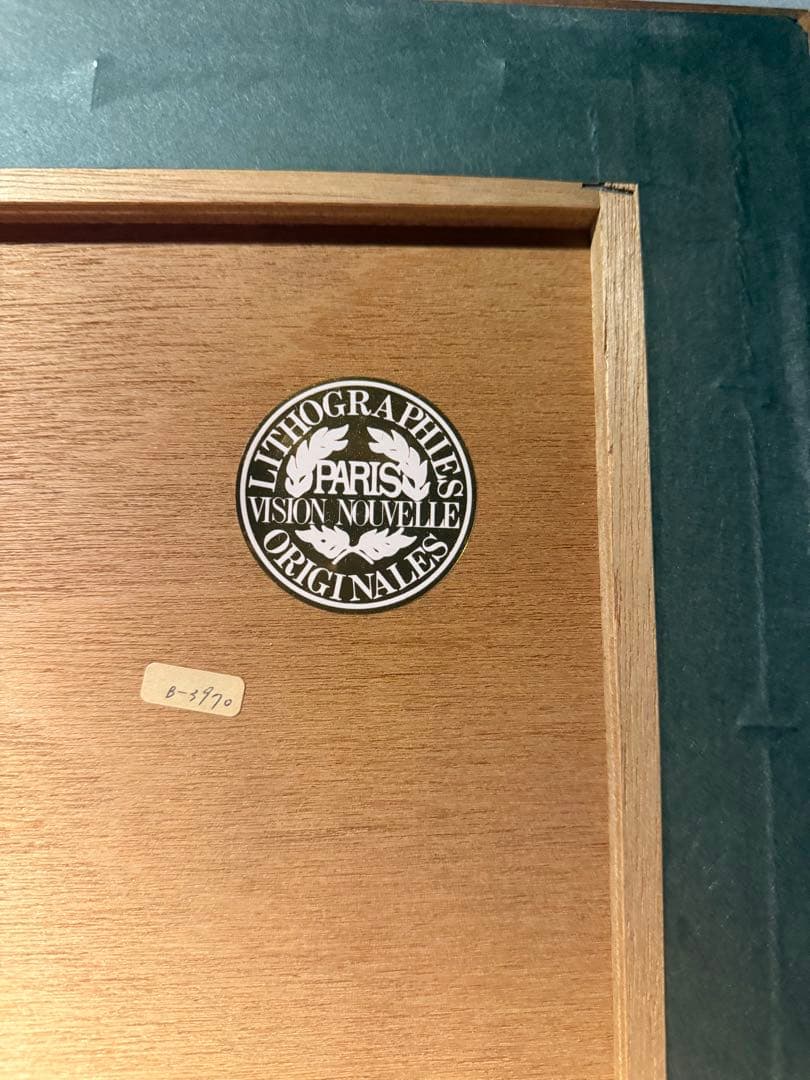 LITHOGRAPHIES
PARIS
VISION NOUVELLE
ORIGINALES
B-3970